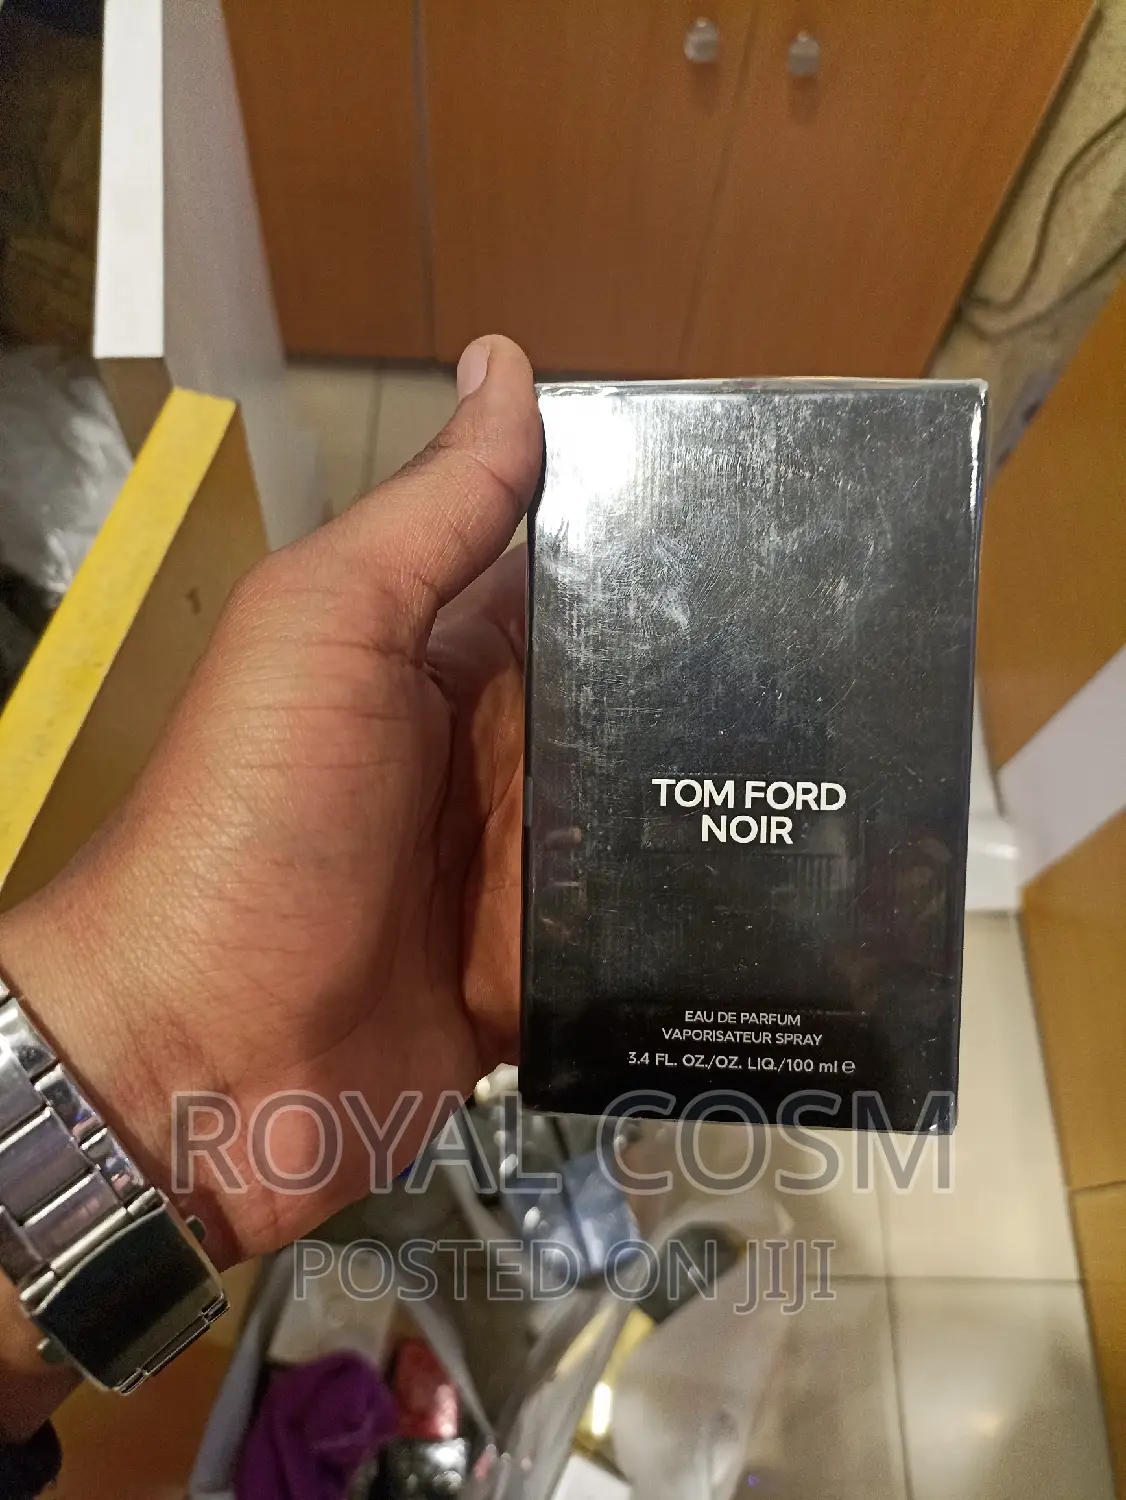 TOM FORD
NOIR
EAU DE PARFUM
VAPORISATEUR SPRAY
3.4 FL. OZ./OZ. LIQ./100 ml ℮
ROYAL COSM
POSTED ON JIJI